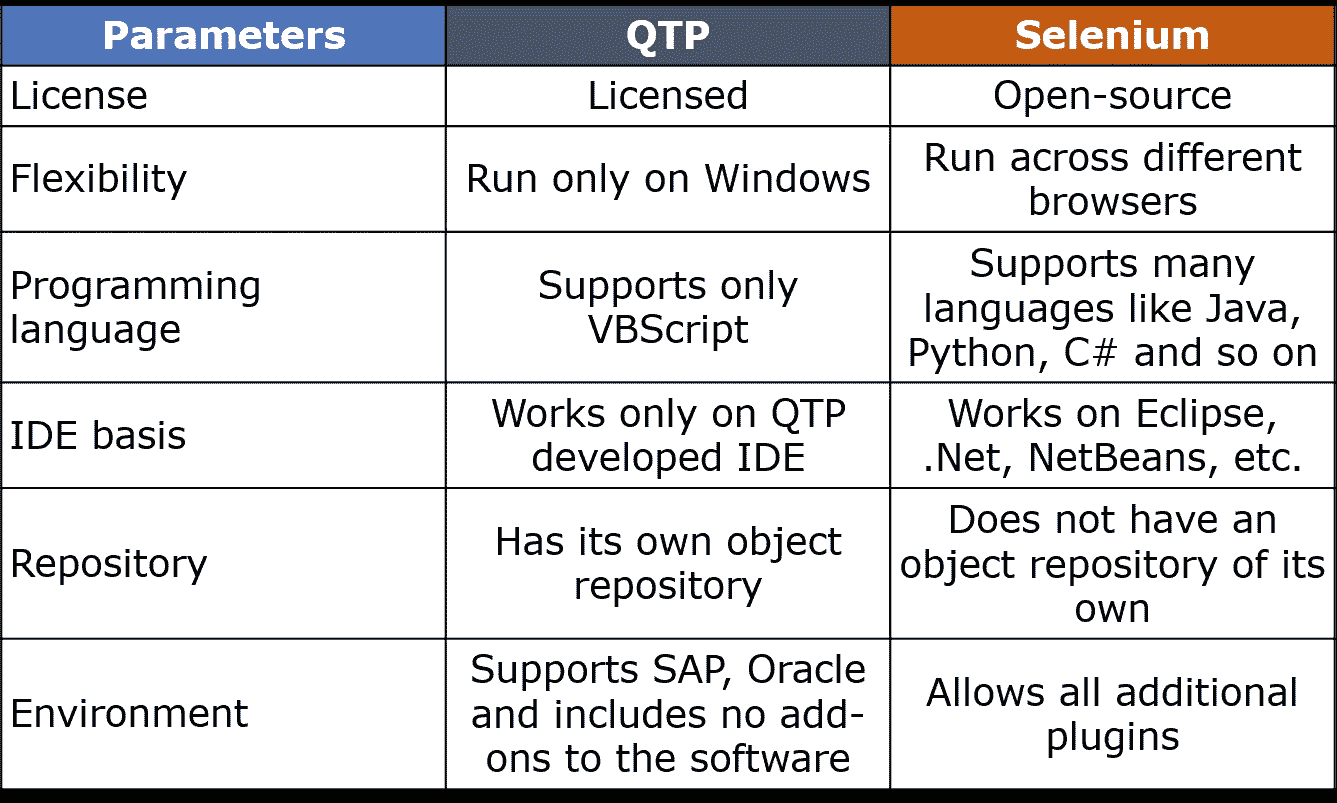 Parameters QTP Selenium
License Licensed Open-source
Flexibility Run only on Windows Run across different
browsers
Programming
language
Supports only
VBScript
Supports many
languages like Java,
Python, C# and so on
IDE basis
Works only on QTP
developed IDE
Works on Eclipse,
.Net, NetBeans, etc.
Repository
Has its own object
repository
Does not have an
object repository of its
own
Environment
Supports SAP, Oracle
and includes no add-
ons to the software
Allows all additional
plugins